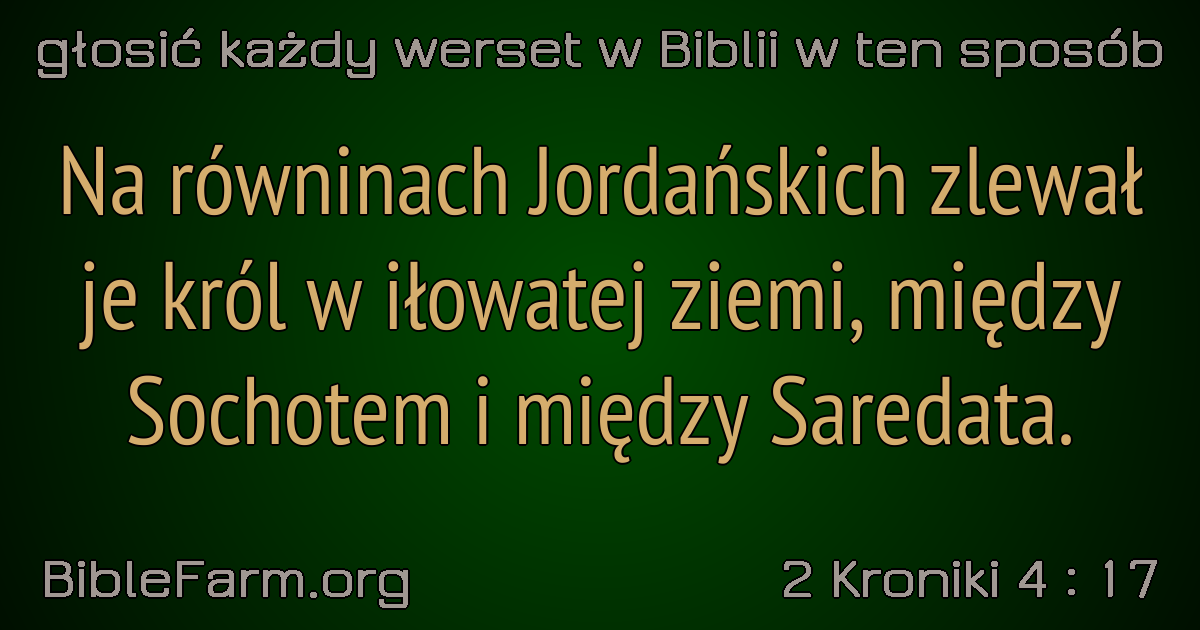 głosić każdy werset w Biblii w ten sposób
Na równinach Jordańskich zlewał
je król w iłowatej ziemi, między
Sochotem i między Saredata.
BibleFarm.org
2 Kroniki 4 : 17